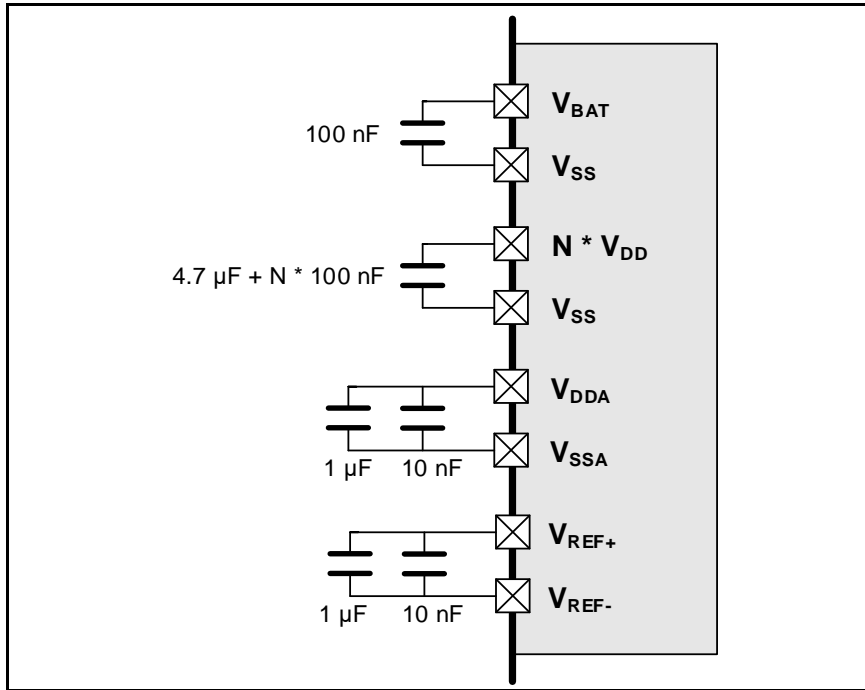 V_BAT
100 nF
V_SS
N * V_DD
4.7 µF + N * 100 nF
V_SS
V_DDA
1 µF 10 nF V_SSA
V_REF+
1 µF 10 nF V_REF-